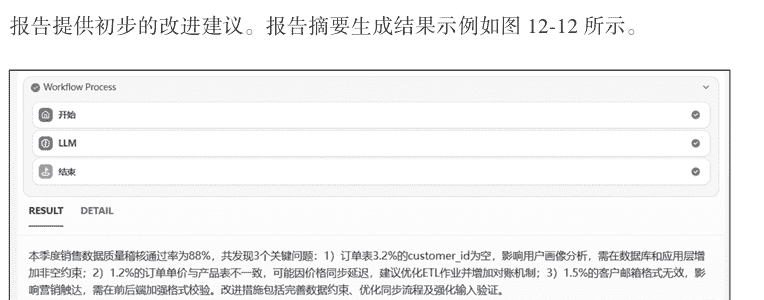 报告提供初步的改进建议。报告摘要生成结果示例如图 12-12 所示。
Workflow Process
开始
LLM
结束
RESULT DETAIL
本季度销售数据质量稽核通过率为88%，共发现3个关键问题：1）订单表3.2%的customer_id为空，影响用户画像分析，需在数据库和应用层增
加非空约束；2）1.2%的订单单价与产品表不一致，可能因价格同步延迟，建议优化ETL作业并增加对账机制；3）1.5%的客户邮箱格式无效，影
响营销触达，需在前后端加强格式校验。改进措施包括完善数据约束、优化同步流程及强化输入验证。